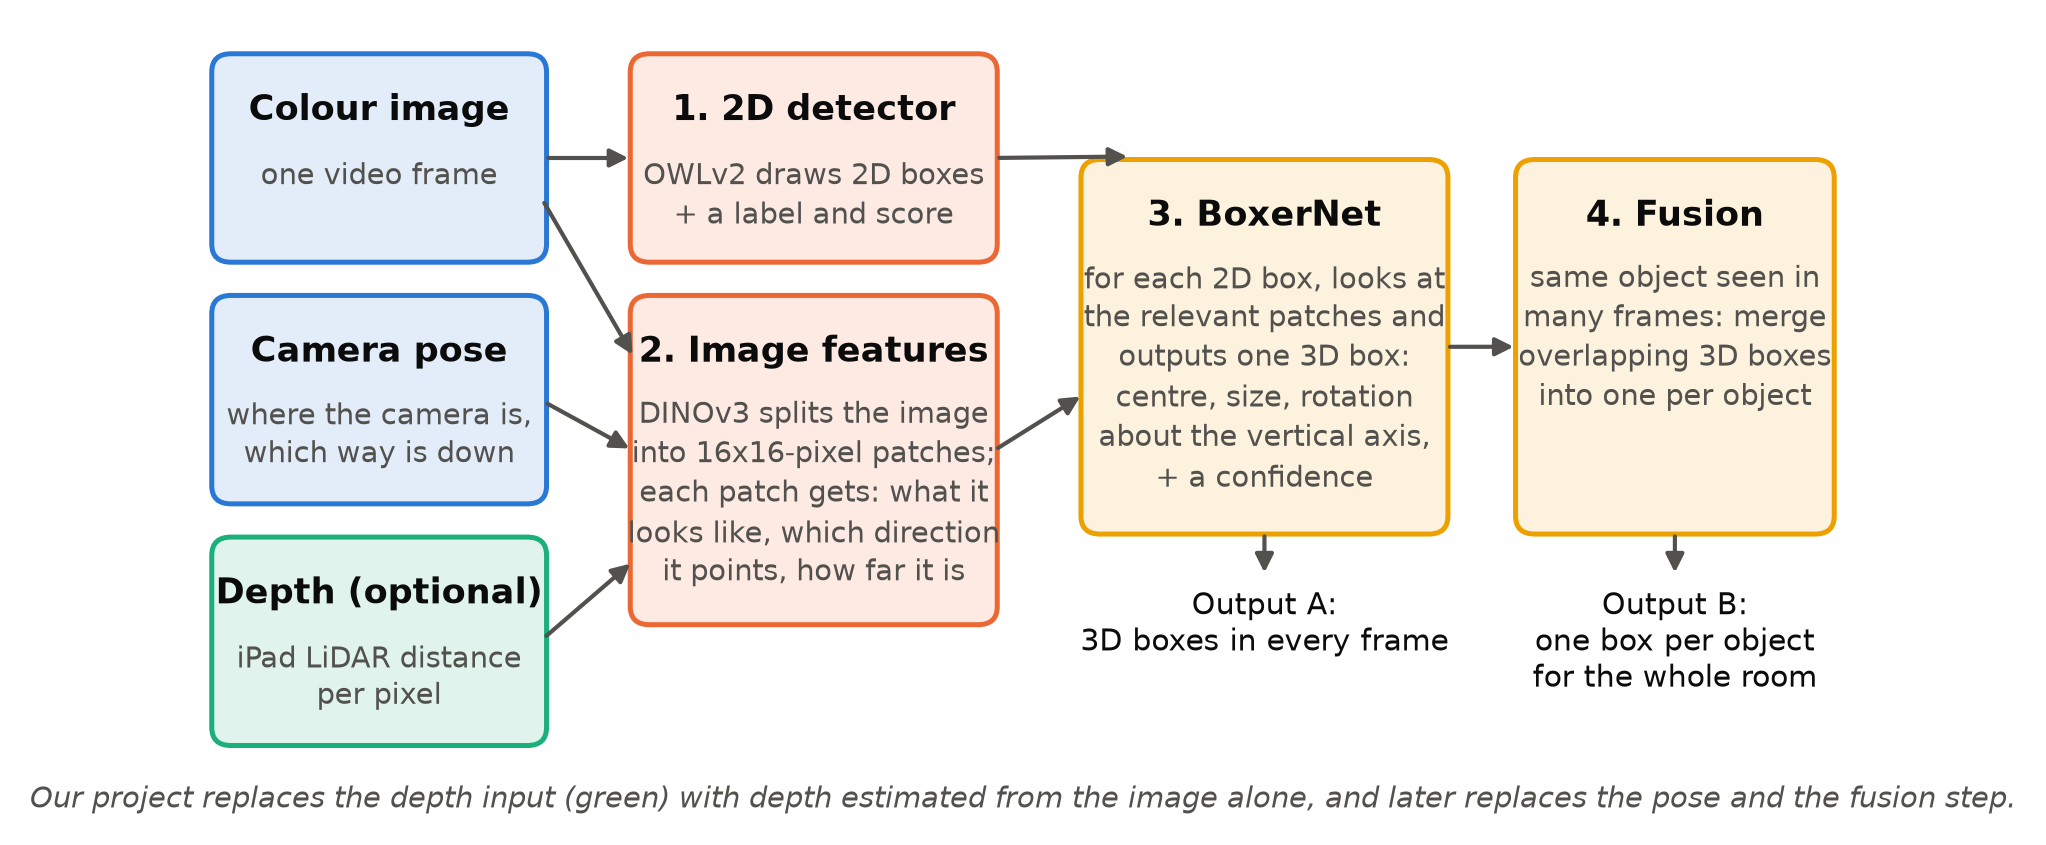 Colour image
one video frame
Camera pose
where the camera is,
which way is down
Depth (optional)
iPad LiDAR distance
per pixel
1. 2D detector
OWLv2 draws 2D boxes
+ a label and score
2. Image features
DINOv3 splits the image
into 16x16-pixel patches;
each patch gets: what it
looks like, which direction
it points, how far it is
3. BoxerNet
for each 2D box, looks at
the relevant patches and
outputs one 3D box:
centre, size, rotation
about the vertical axis,
+ a confidence
Output A:
3D boxes in every frame
4. Fusion
same object seen in
many frames: merge
overlapping 3D boxes
into one per object
Output B:
one box per object
for the whole room
Our project replaces the depth input (green) with depth estimated from the image alone, and later replaces the pose and the fusion step.